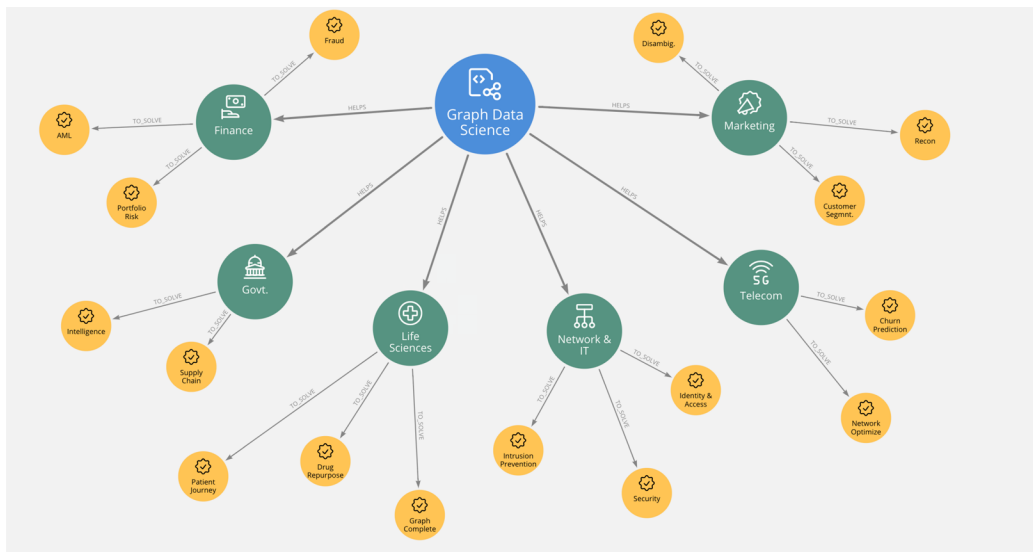 Fraud
TO_SOLVE
Disambig.
TO_SOLVE
Graph Data
Science
HELPS
HELPS
AML
TO_SOLVE
Finance
TO_SOLVE
Marketing
TO_SOLVE
Recon
TO_SOLVE
Portfolio
Risk
Customer
Segmnt.
HELPS
HELPS
HELPS
HELPS
Govt.
5G
Telecom
TO_SOLVE
Intelligence
TO_SOLVE
Supply
Chain
Life
Sciences
Network &
IT
TO_SOLVE
Churn
Prediction
TO_SOLVE
TO_SOLVE
Identity &
Access
TO_SOLVE
TO_SOLVE
TO_SOLVE
TO_SOLVE
TO_SOLVE
Network
Optimize
Patient
Journey
Drug
Repurpose
Intrusion
Prevention
Security
Graph
Complete